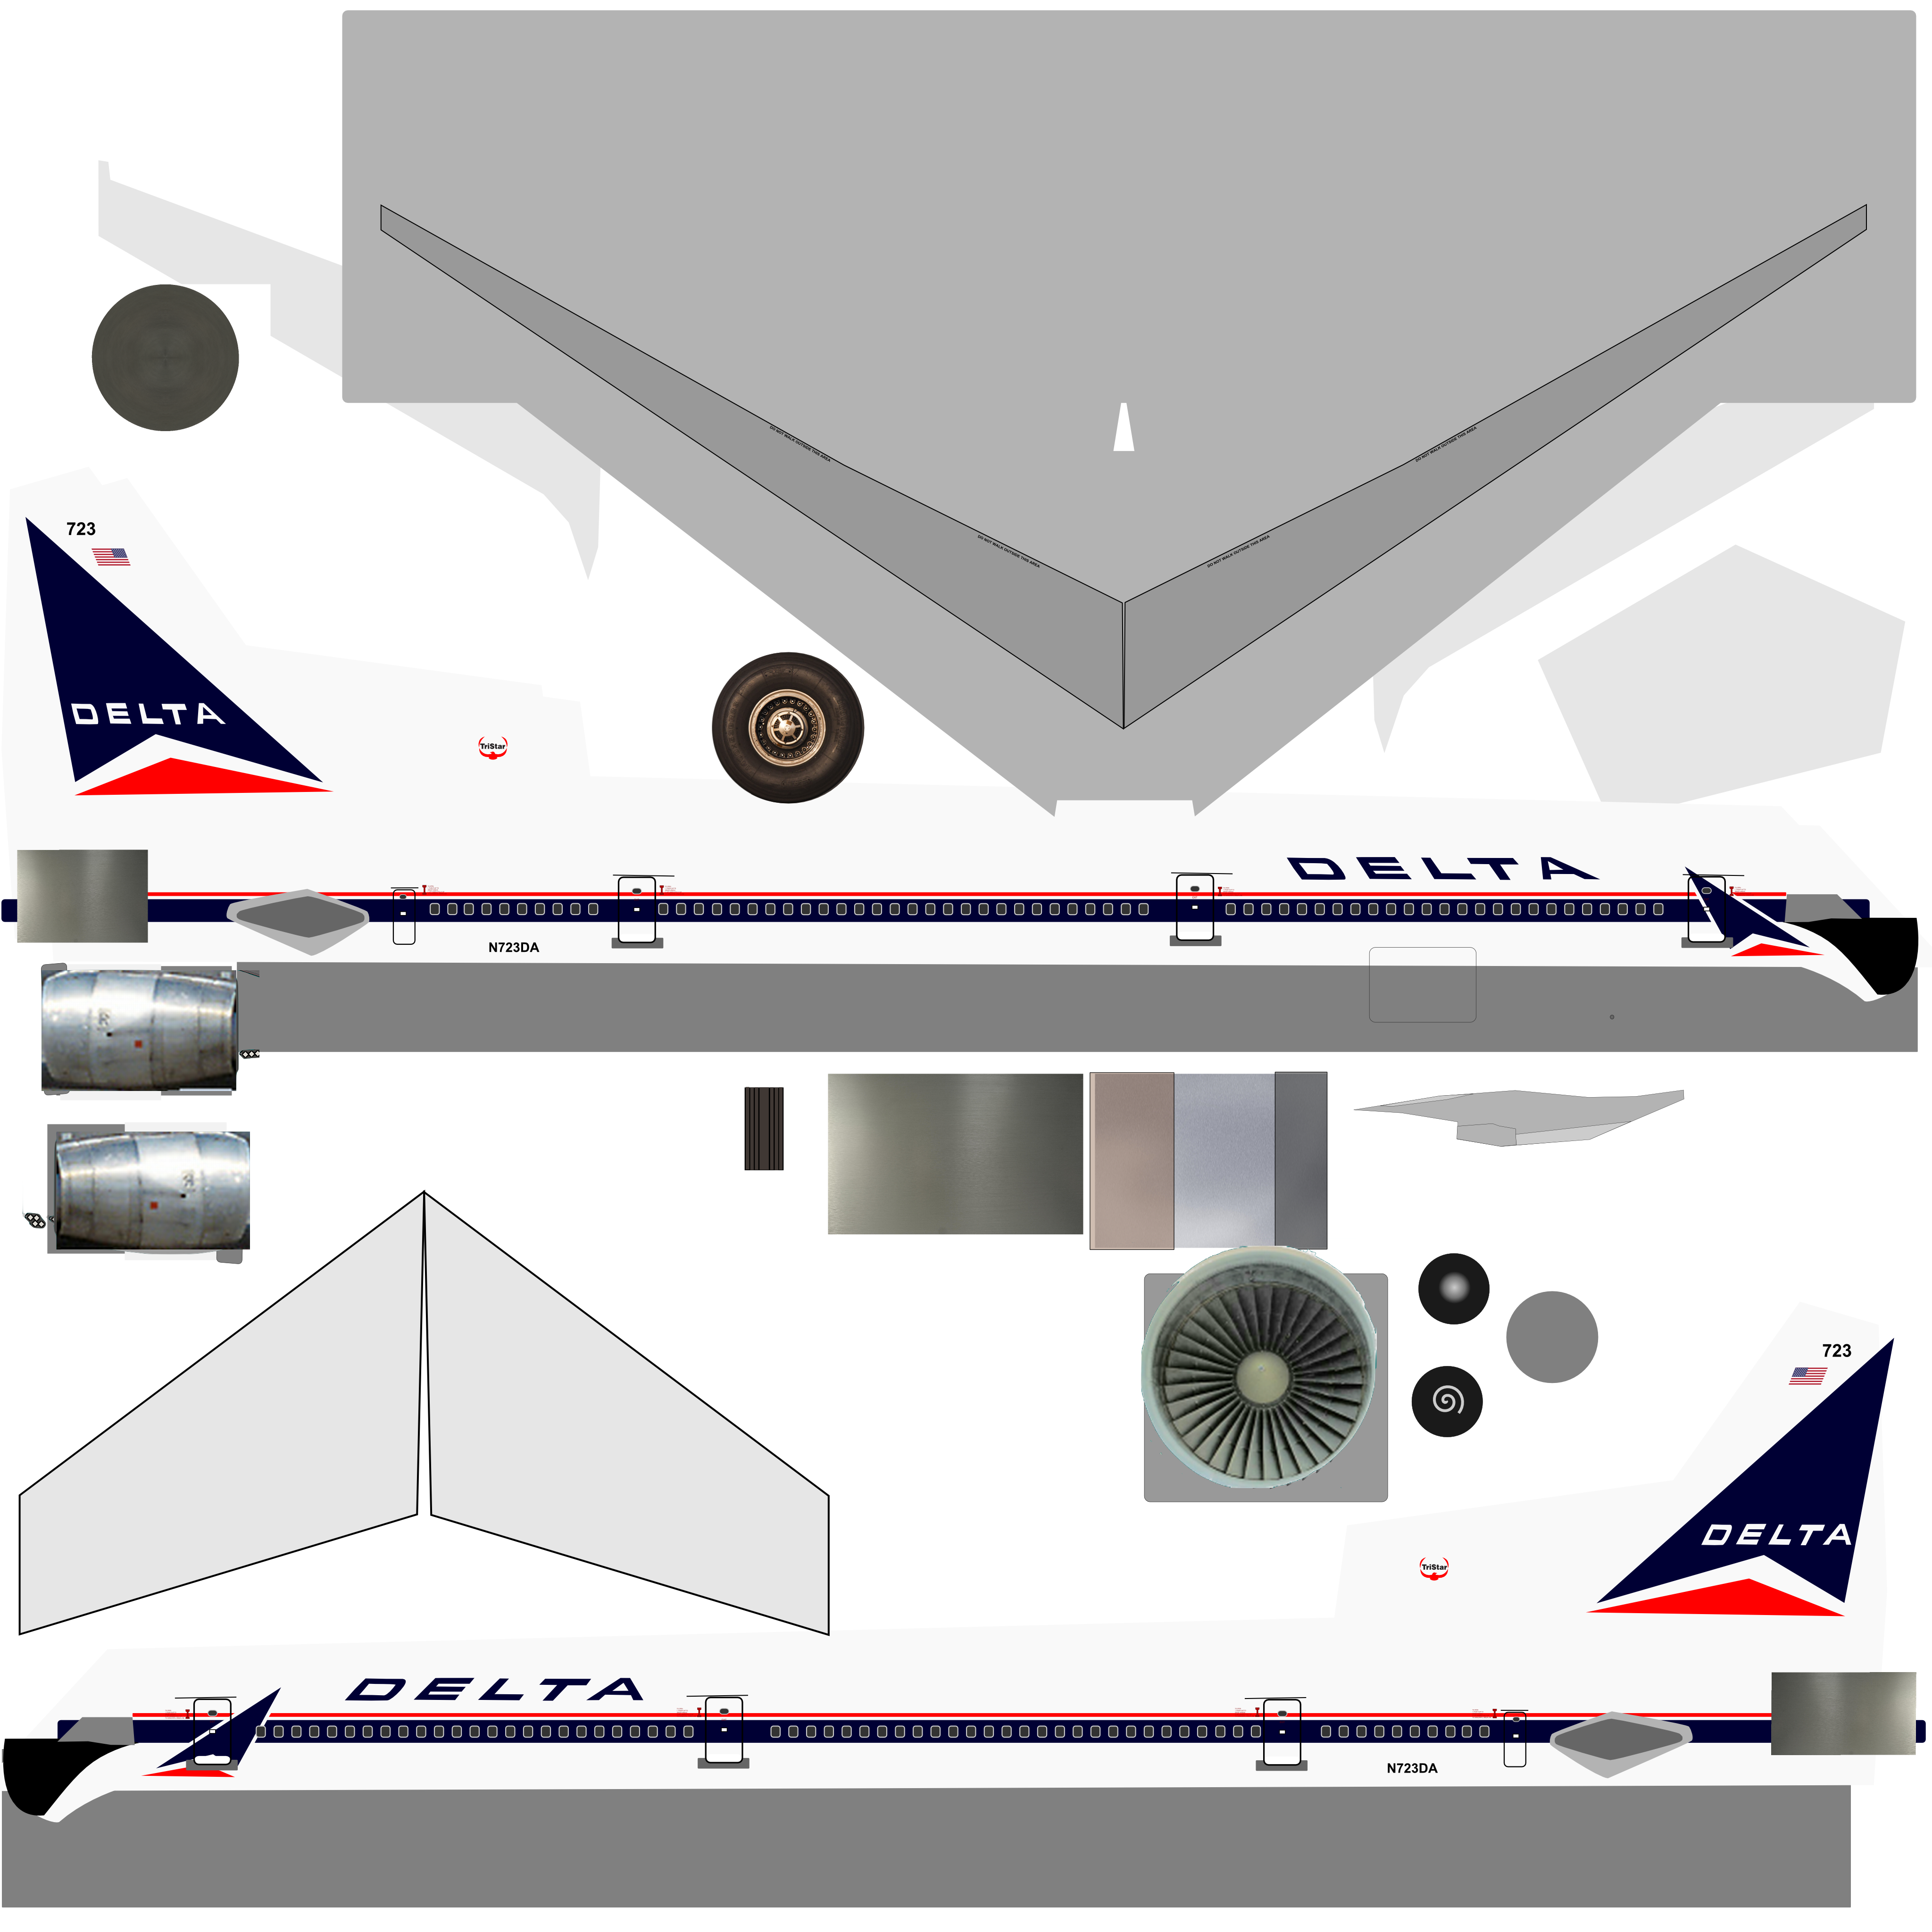 DO NOT WALK OUTSIDE THIS AREA
DO NOT WALK OUTSIDE THIS AREA
723
DO NOT WALK OUTSIDE THIS AREA
DO NOT WALK OUTSIDE THIS AREA
DELTA
TriStar
DELTA
N723DA
723
DELTA
TriStar
DELTA
N723DA